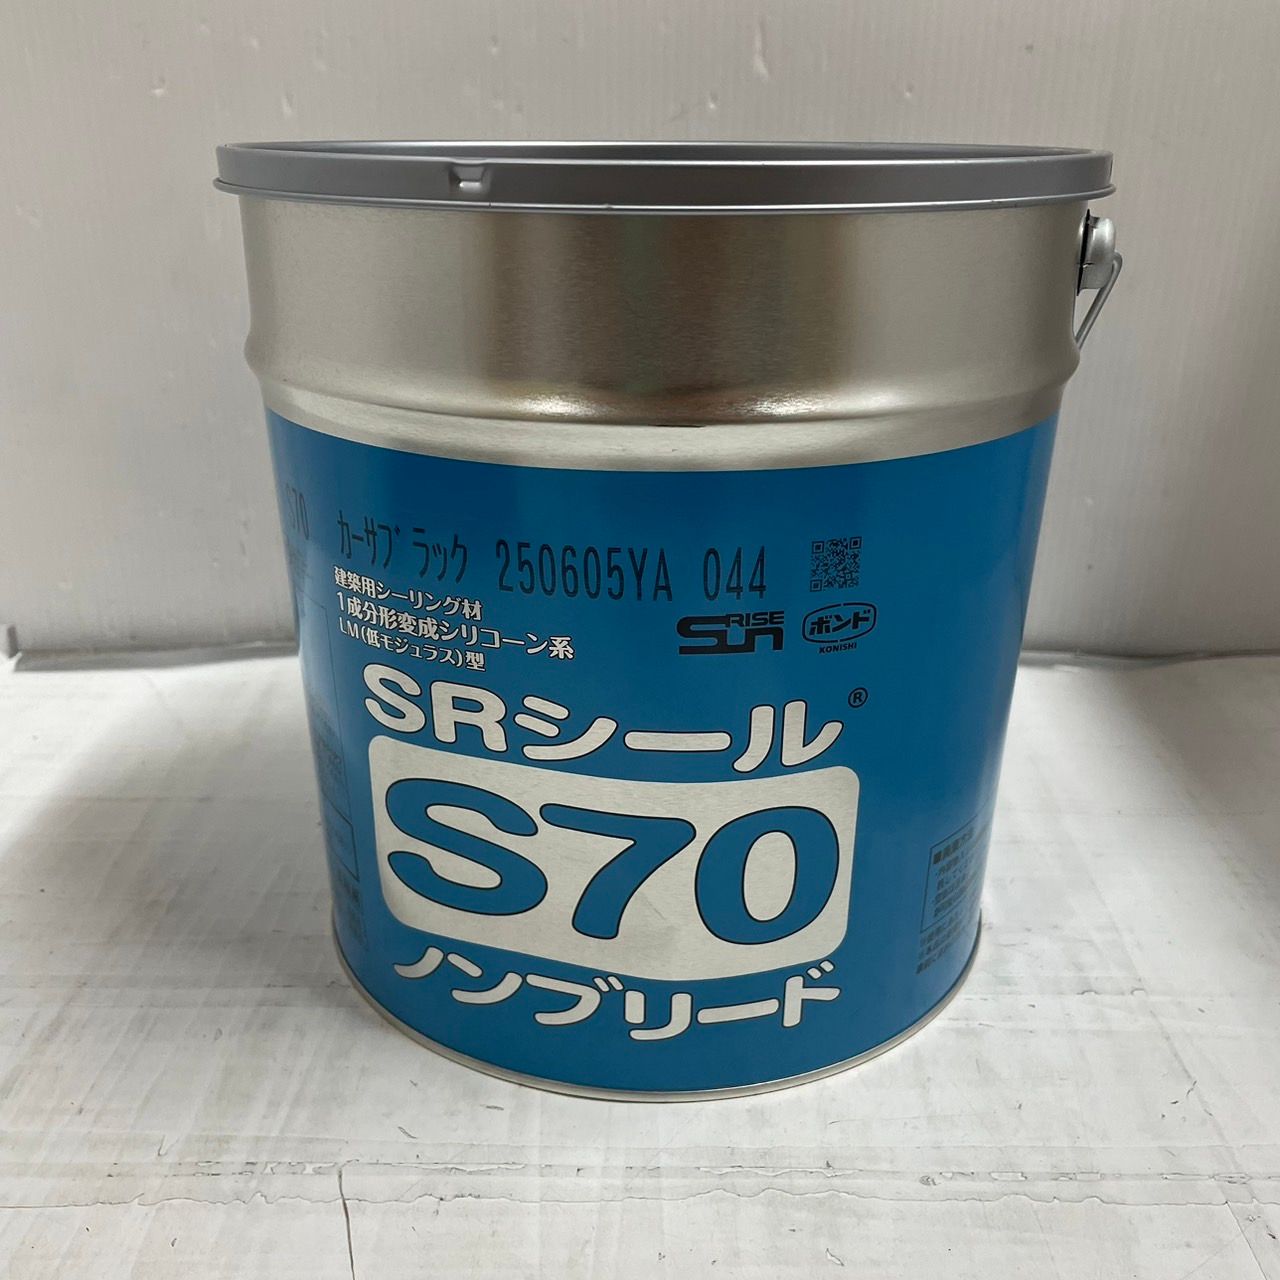 S70
カーサブラック 250605YA 044
建築用シーリング材
1成分形変成シリコーン系
LM(低モジュラス)型
SUNRISE
ボンド
KONISHI
SRシール®
S70
ノンブリード